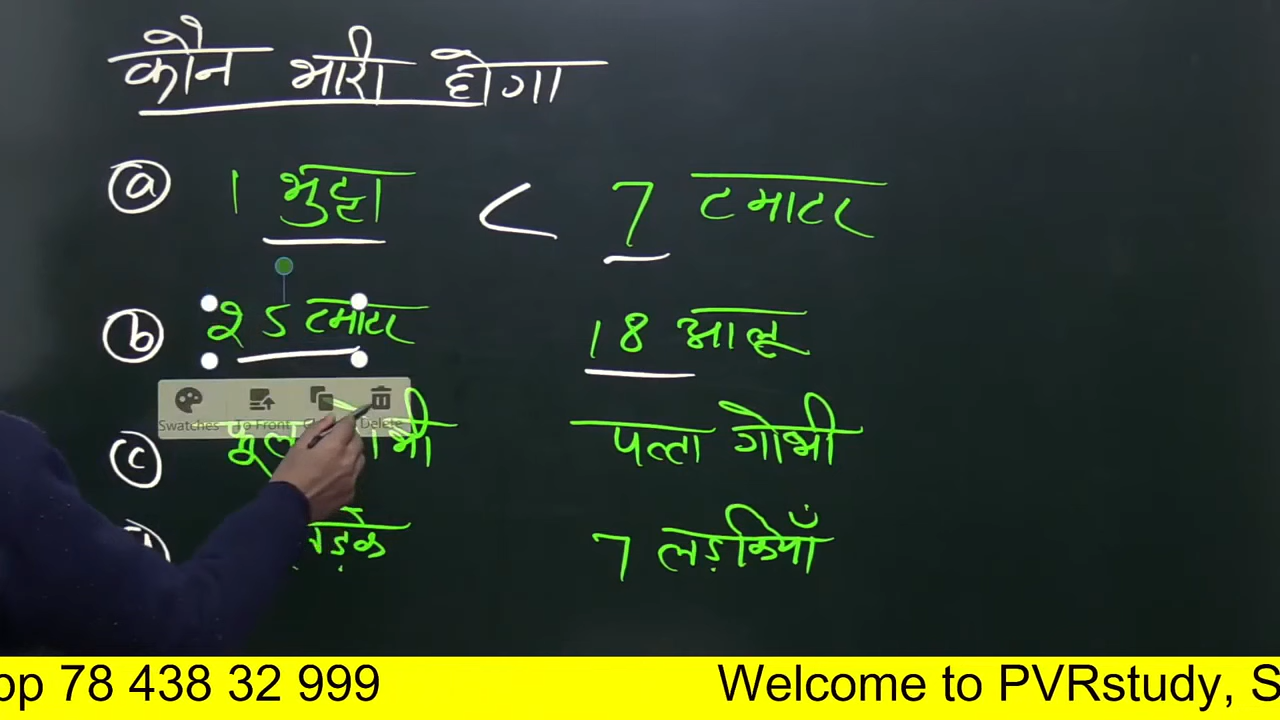 कौन भारी होगा
a 1 भुट्टा < 7 टमाटर
b 25 टमाटर 18 आलू
Swatches To Front Delete
c पत्ता गोभी
7 लड़कियाँ
78 438 32 999 Welcome to PVRstudy, S